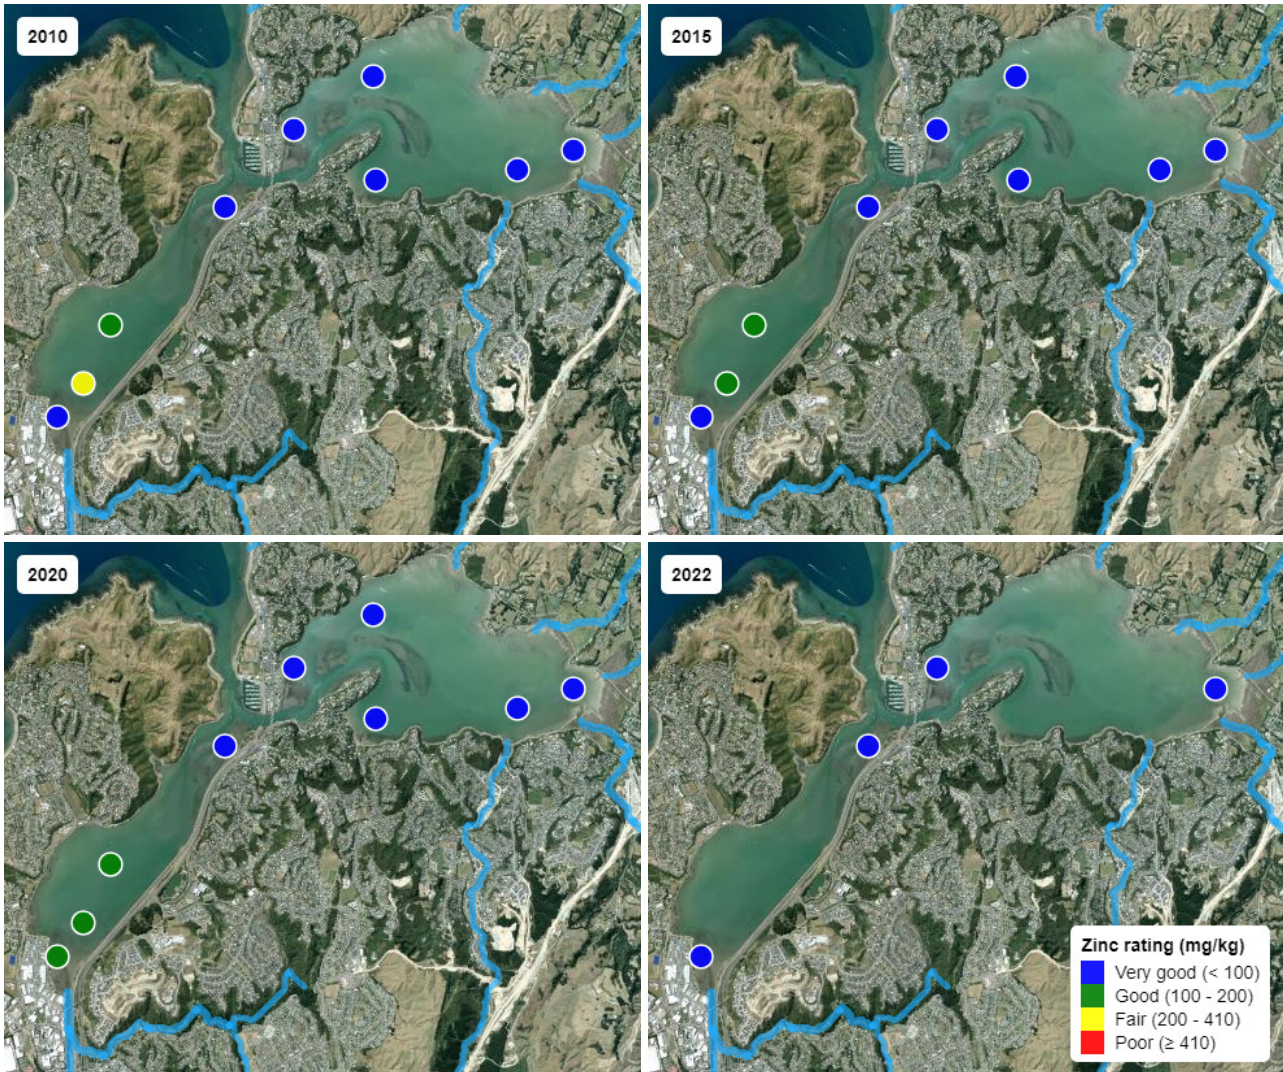 2010
2015
2020
2022
Zinc rating (mg/kg)
Very good (< 100)
Good (100 - 200)
Fair (200 - 410)
Poor (≥ 410)